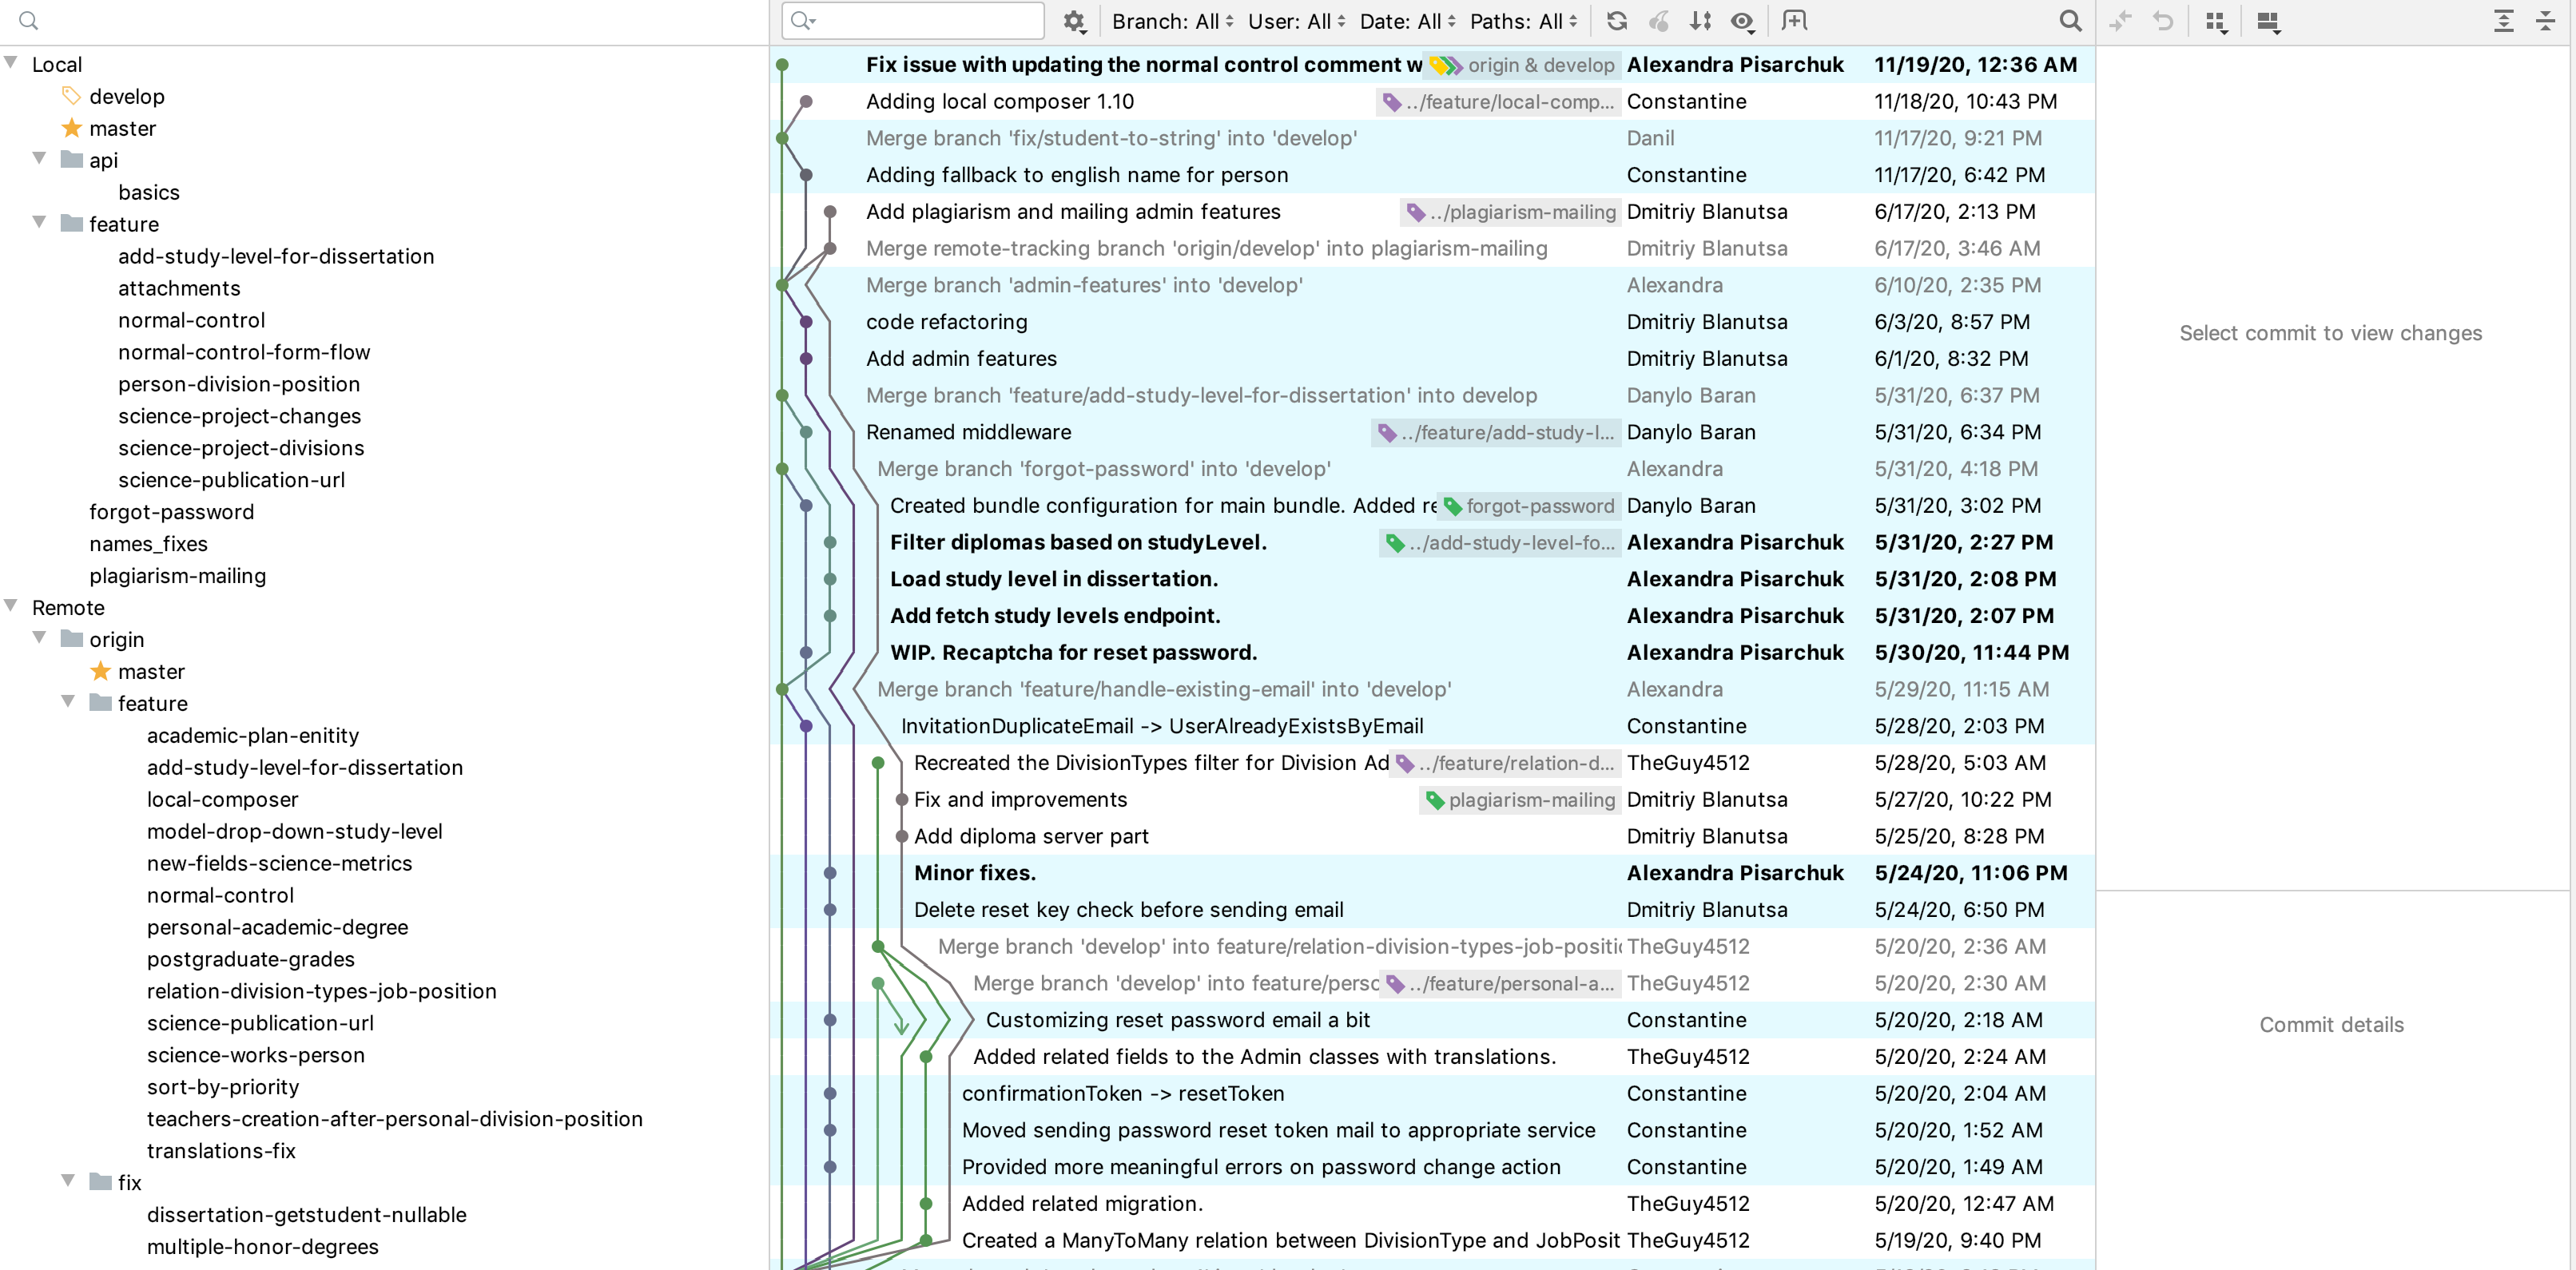 Branch: All User: All Date: All Paths: All
Local
develop
master
api
basics
feature
add-study-level-for-dissertation
attachments
normal-control
normal-control-form-flow
person-division-position
science-project-changes
science-project-divisions
science-publication-url
forgot-password
names_fixes
plagiarism-mailing
Remote
origin
master
feature
academic-plan-enitity
add-study-level-for-dissertation
local-composer
model-drop-down-study-level
new-fields-science-metrics
normal-control
personal-academic-degree
postgraduate-grades
relation-division-types-job-position
science-publication-url
science-works-person
sort-by-priority
teachers-creation-after-personal-division-position
translations-fix
fix
dissertation-getstudent-nullable
multiple-honor-degrees
Fix issue with updating the normal control comment w origin & develop Alexandra Pisarchuk 11/19/20, 12:36 AM
Adding local composer 1.10 ../feature/local-comp... Constantine 11/18/20, 10:43 PM
Merge branch 'fix/student-to-string' into 'develop' Danil 11/17/20, 9:21 PM
Adding fallback to english name for person Constantine 11/17/20, 6:42 PM
Add plagiarism and mailing admin features ../plagiarism-mailing Dmitriy Blanutsa 6/17/20, 2:13 PM
Merge remote-tracking branch 'origin/develop' into plagiarism-mailing Dmitriy Blanutsa 6/17/20, 3:46 AM
Merge branch 'admin-features' into 'develop' Alexandra 6/10/20, 2:35 PM
code refactoring Dmitriy Blanutsa 6/3/20, 8:57 PM
Add admin features Dmitriy Blanutsa 6/1/20, 8:32 PM
Merge branch 'feature/add-study-level-for-dissertation' into develop Danylo Baran 5/31/20, 6:37 PM
Renamed middleware ../feature/add-study-l... Danylo Baran 5/31/20, 6:34 PM
Merge branch 'forgot-password' into 'develop' Alexandra 5/31/20, 4:18 PM
Created bundle configuration for main bundle. Added re forgot-password Danylo Baran 5/31/20, 3:02 PM
Filter diplomas based on studyLevel. ../add-study-level-fo... Alexandra Pisarchuk 5/31/20, 2:27 PM
Load study level in dissertation. Alexandra Pisarchuk 5/31/20, 2:08 PM
Add fetch study levels endpoint. Alexandra Pisarchuk 5/31/20, 2:07 PM
WIP. Recaptcha for reset password. Alexandra Pisarchuk 5/30/20, 11:44 PM
Merge branch 'feature/handle-existing-email' into 'develop' Alexandra 5/29/20, 11:15 AM
InvitationDuplicateEmail -> UserAlreadyExistsByEmail Constantine 5/28/20, 2:03 PM
Recreated the DivisionTypes filter for Division Ad ../feature/relation-d... TheGuy4512 5/28/20, 5:03 AM
Fix and improvements plagiarism-mailing Dmitriy Blanutsa 5/27/20, 10:22 PM
Add diploma server part Dmitriy Blanutsa 5/25/20, 8:28 PM
Minor fixes. Alexandra Pisarchuk 5/24/20, 11:06 PM
Delete reset key check before sending email Dmitriy Blanutsa 5/24/20, 6:50 PM
Merge branch 'develop' into feature/relation-division-types-job-positi TheGuy4512 5/20/20, 2:36 AM
Merge branch 'develop' into feature/perso ../feature/personal-a... TheGuy4512 5/20/20, 2:30 AM
Customizing reset password email a bit Constantine 5/20/20, 2:18 AM
Added related fields to the Admin classes with translations. TheGuy4512 5/20/20, 2:24 AM
confirmationToken -> resetToken Constantine 5/20/20, 2:04 AM
Moved sending password reset token mail to appropriate service Constantine 5/20/20, 1:52 AM
Provided more meaningful errors on password change action Constantine 5/20/20, 1:49 AM
Added related migration. TheGuy4512 5/20/20, 12:47 AM
Created a ManyToMany relation between DivisionType and JobPosit TheGuy4512 5/19/20, 9:40 PM
Select commit to view changes
Commit details